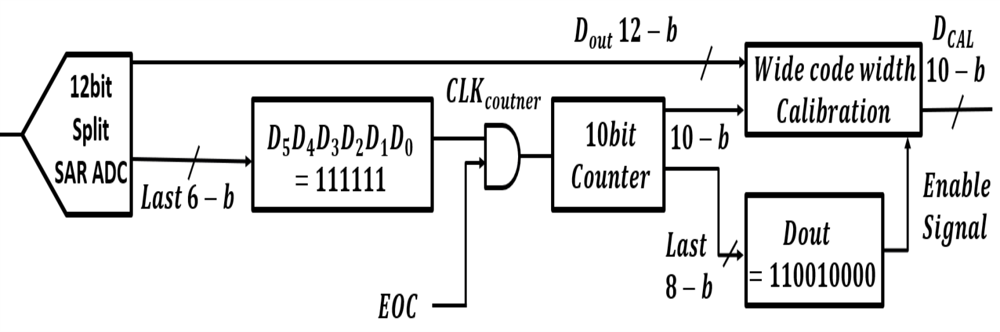 12bit
Split
SAR ADC
Last 6 – b
D₅D₄D₃D₂D₁D₀
= 111111
CLK_coutner
EOC
10bit
Counter
D_out 12 – b
10 – b
Last
8 – b
Dout
= 110010000
Wide code width
Calibration
D_CAL
10 – b
Enable
Signal